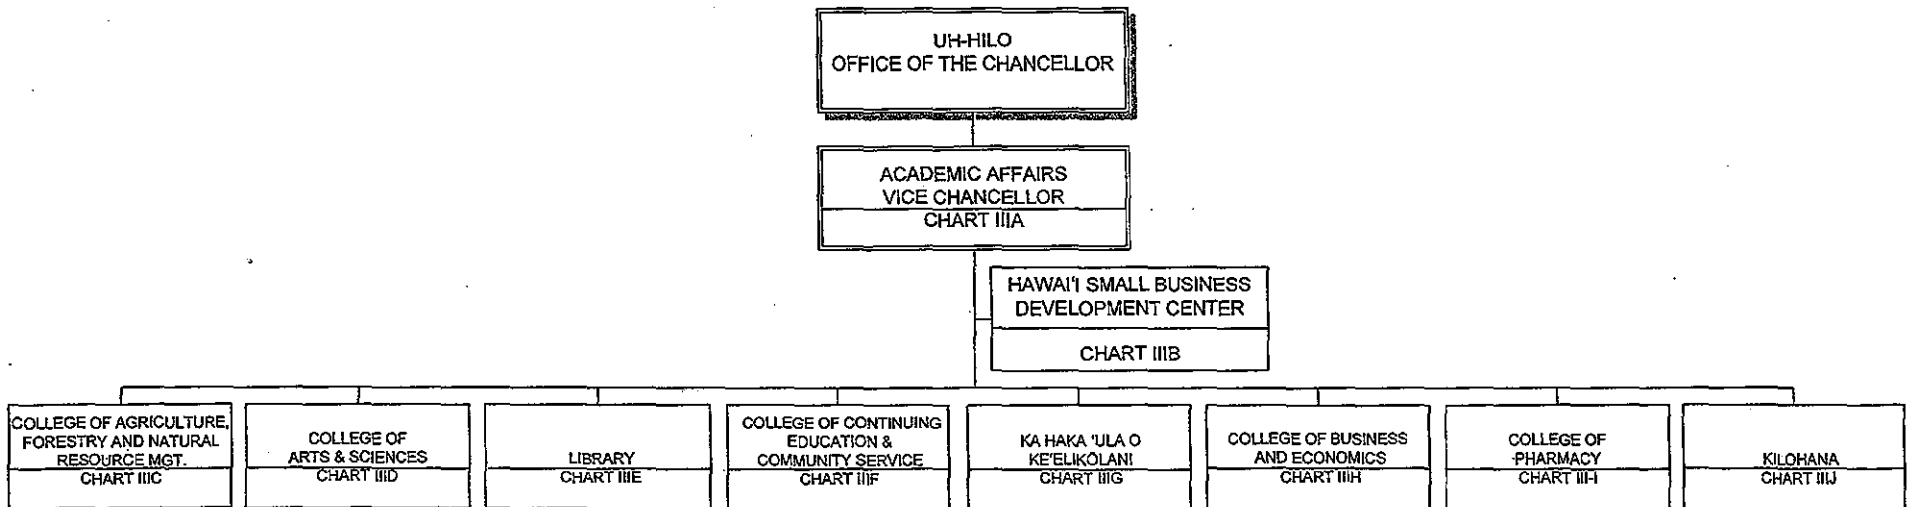 UH-HILO
OFFICE OF THE CHANCELLOR
ACADEMIC AFFAIRS
VICE CHANCELLOR
CHART IIIA
HAWAI'I SMALL BUSINESS
DEVELOPMENT CENTER
CHART IIIB
COLLEGE OF AGRICULTURE,
FORESTRY AND NATURAL
RESOURCE MGT.
CHART IIIC
COLLEGE OF
ARTS & SCIENCES
CHART IIID
LIBRARY
CHART IIIE
COLLEGE OF CONTINUING
EDUCATION &
COMMUNITY SERVICE
CHART IIIF
KA HAKA 'ULA O
KE'ELIKŌLANI
CHART IIIG
COLLEGE OF BUSINESS
AND ECONOMICS
CHART IIIH
COLLEGE OF
PHARMACY
CHART III-I
KILOHANA
CHART IIIJ